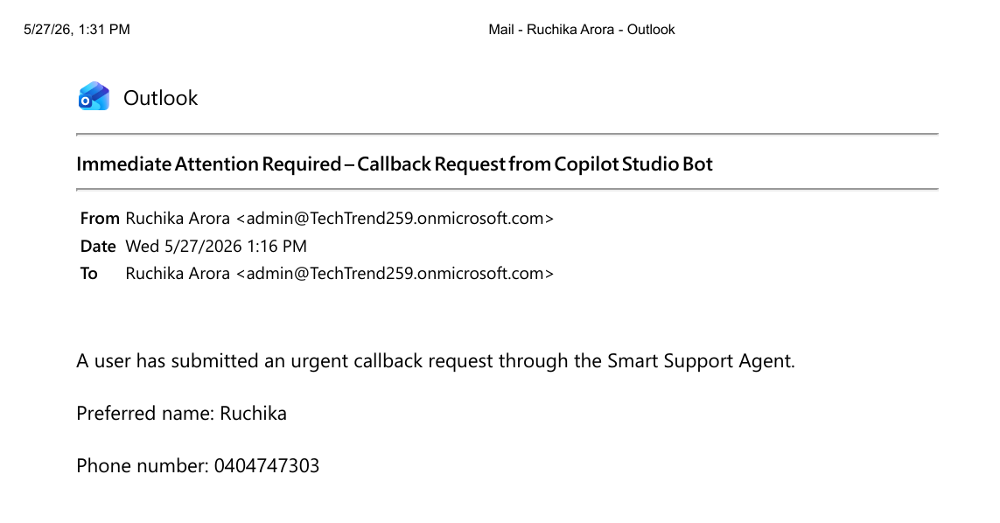 5/27/26, 1:31 PM
Mail - Ruchika Arora - Outlook
Outlook
Immediate Attention Required – Callback Request from Copilot Studio Bot
From Ruchika Arora <admin@TechTrend259.onmicrosoft.com>
Date Wed 5/27/2026 1:16 PM
To Ruchika Arora <admin@TechTrend259.onmicrosoft.com>
A user has submitted an urgent callback request through the Smart Support Agent.
Preferred name: Ruchika
Phone number: 0404747303